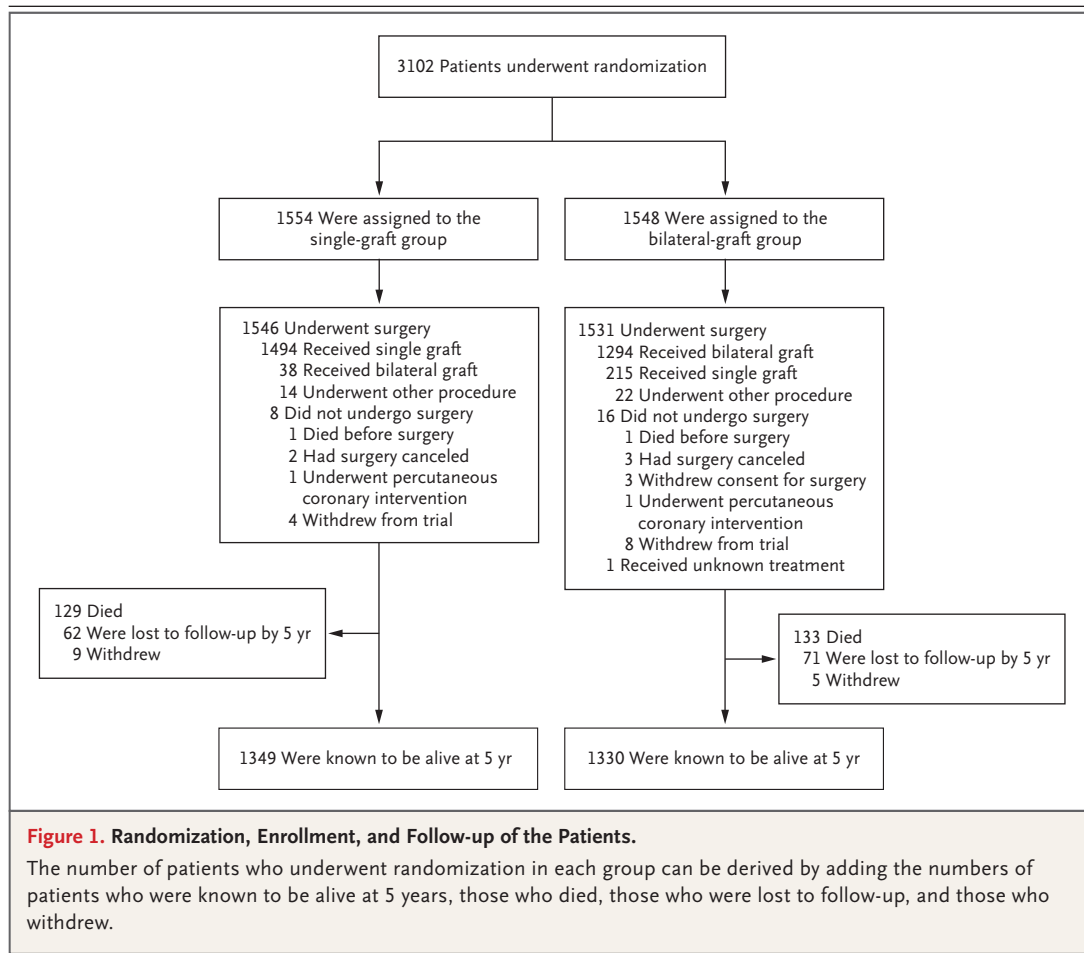 3102 Patients underwent randomization
1554 Were assigned to the
single-graft group
1548 Were assigned to the
bilateral-graft group
1546 Underwent surgery
1494 Received single graft
38 Received bilateral graft
14 Underwent other procedure
8 Did not undergo surgery
1 Died before surgery
2 Had surgery canceled
1 Underwent percutaneous
coronary intervention
4 Withdrew from trial
1531 Underwent surgery
1294 Received bilateral graft
215 Received single graft
22 Underwent other procedure
16 Did not undergo surgery
1 Died before surgery
3 Had surgery canceled
3 Withdrew consent for surgery
1 Underwent percutaneous
coronary intervention
8 Withdrew from trial
1 Received unknown treatment
129 Died
62 Were lost to follow-up by 5 yr
9 Withdrew
133 Died
71 Were lost to follow-up by 5 yr
5 Withdrew
1349 Were known to be alive at 5 yr
1330 Were known to be alive at 5 yr
Figure 1. Randomization, Enrollment, and Follow-up of the Patients.
The number of patients who underwent randomization in each group can be derived by adding the numbers of
patients who were known to be alive at 5 years, those who died, those who were lost to follow-up, and those who
withdrew.